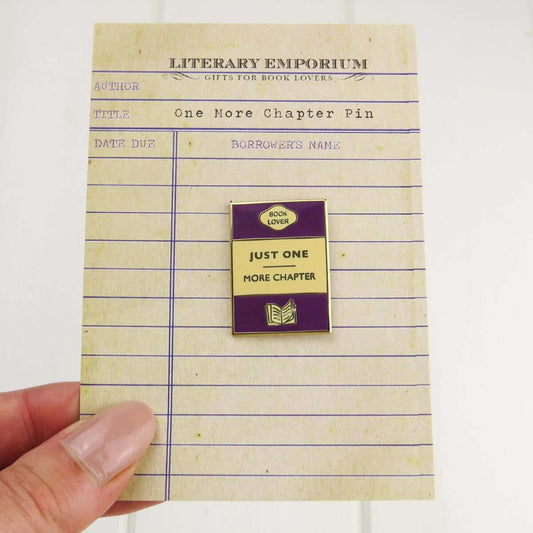 LITERARY EMPORIUM
GIFTS FOR BOOK LOVERS
AUTHOR
TITLE One More Chapter Pin
DATE DUE BORROWER'S NAME
BOOK
LOVER
JUST ONE
MORE CHAPTER